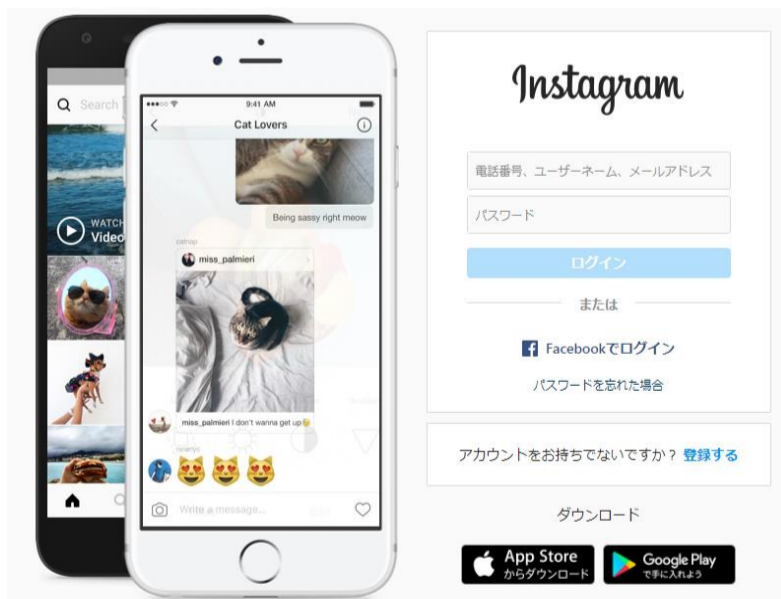 Search
WATCH
Video
9:41 AM
Cat Lovers
Being sassy right meow
catnap
miss_palmieri
miss_palmieri I don't wanna get up
Write a message...
Instagram
電話番号、ユーザーネーム、メールアドレス
パスワード
ログイン
または
Facebookでログイン
パスワードを忘れた場合
アカウントをお持ちでないですか？ 登録する
ダウンロード
App Store
からダウンロード
Google Play
で手に入れよう